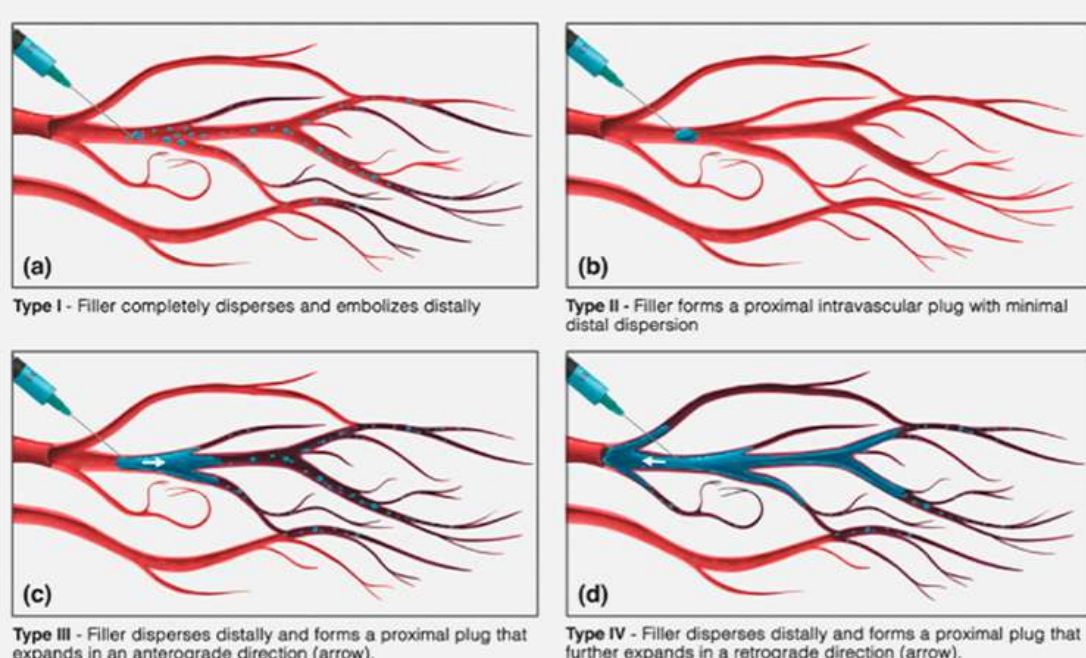 (a)
Type I - Filler completely disperses and embolizes distally
(b)
Type II - Filler forms a proximal intravascular plug with minimal
distal dispersion
(c)
Type III - Filler disperses distally and forms a proximal plug that
expands in an anterograde direction (arrow).
(d)
Type IV - Filler disperses distally and forms a proximal plug that
further expands in a retrograde direction (arrow).